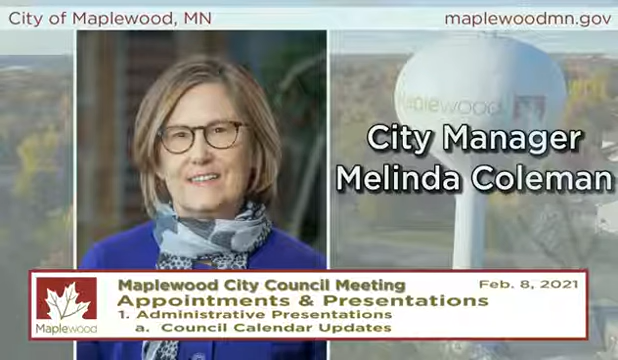 City of Maplewood, MN
maplewoodmn.gov
Maplewood
City Manager
Melinda Coleman
Maplewood
Maplewood City Council Meeting
Feb. 8, 2021
Appointments & Presentations
1. Administrative Presentations
a. Council Calendar Updates